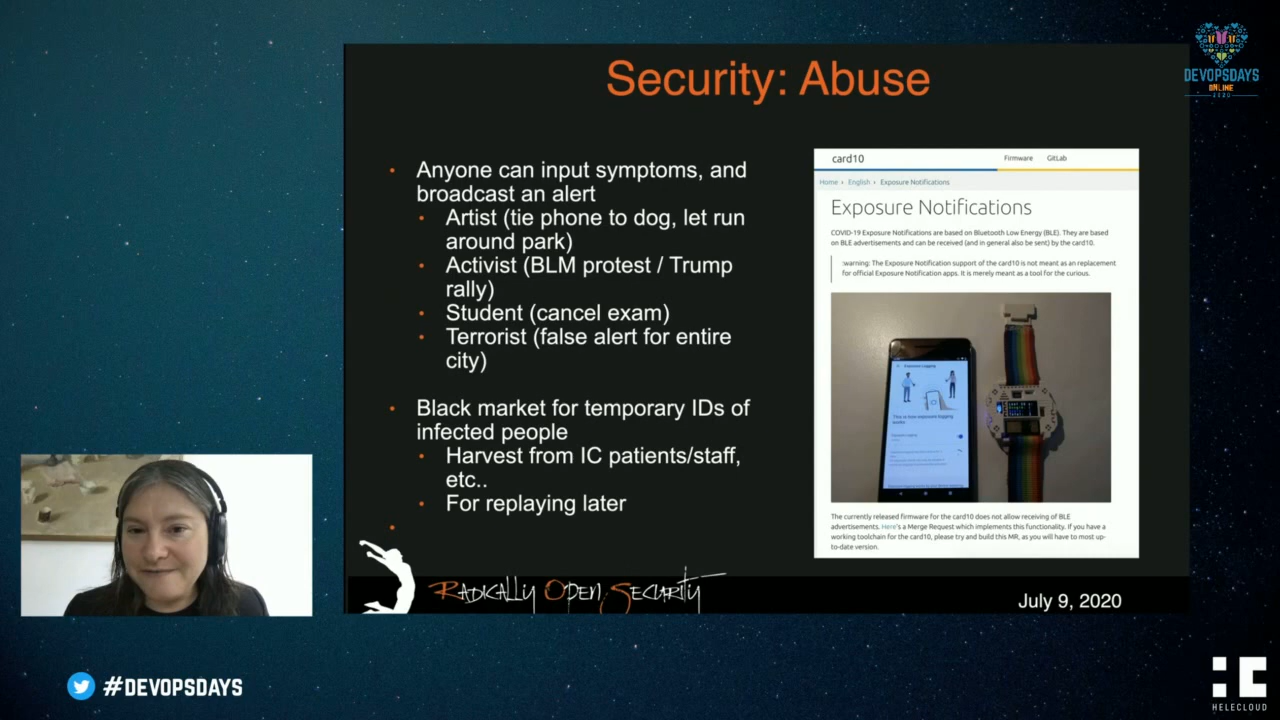 Security: Abuse
DEVOPSDAYS
ONLINE
2020
• Anyone can input symptoms, and
broadcast an alert
• Artist (tie phone to dog, let run
around park)
• Activist (BLM protest / Trump
rally)
• Student (cancel exam)
• Terrorist (false alert for entire
city)
• Black market for temporary IDs of
infected people
• Harvest from IC patients/staff,
etc..
• For replaying later
•
card10
Firmware GitLab
Home › English › Exposure Notifications
Exposure Notifications
COVID-19 Exposure Notifications are based on Bluetooth Low Energy (BLE). They are based
on BLE advertisements and can be received (and in general also be sent) by the card10.
:warning: The Exposure Notification support of the card10 is not meant as an replacement
for official Exposure Notification apps. It is merely meant as a tool for the curious.
This is how exposure logging
works
The currently released firmware for the card10 does not allow receiving of BLE
advertisements. Here's a Merge Request which implements this functionality. If you have a
working toolchain for the card10, please try and build this MR, as you will have to most up-
to-date version.
RADICALLY OPEN SECURITY
July 9, 2020
#DEVOPSDAYS
HELECLOUD